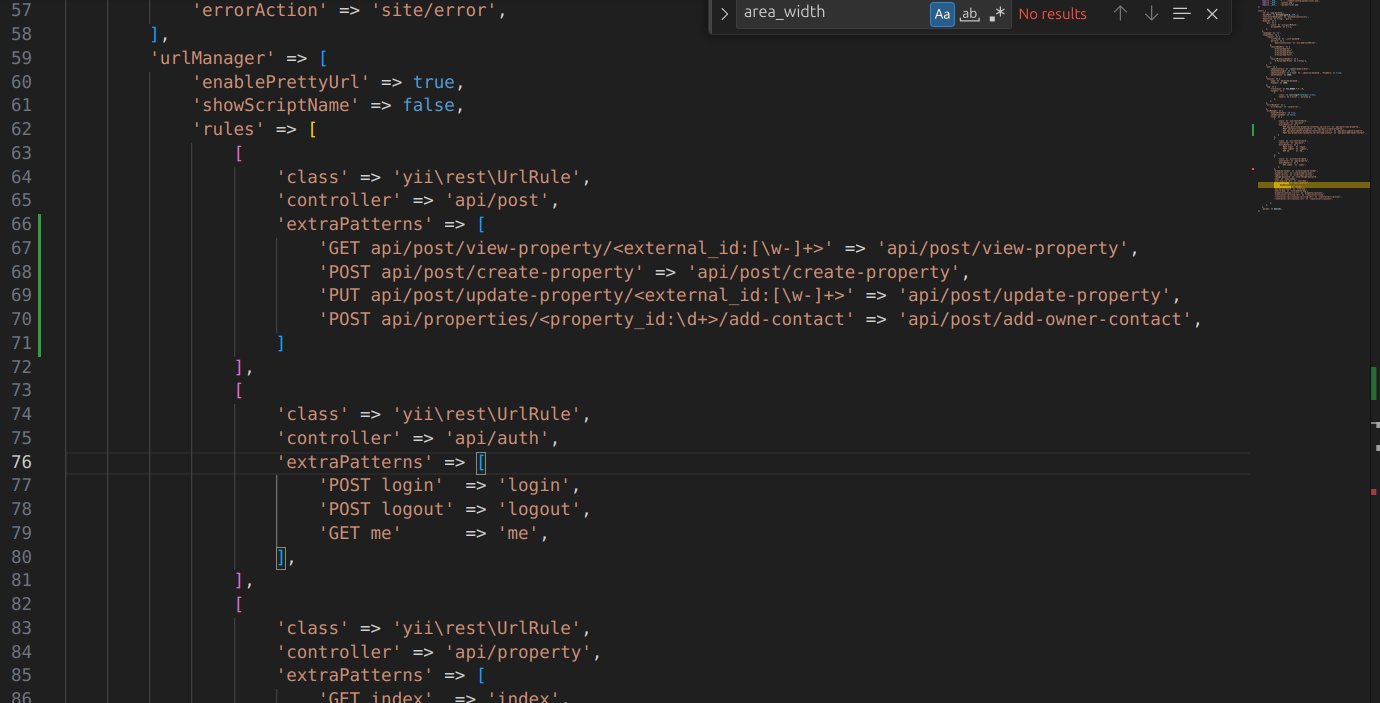 area_width Aa ab .* No results
57 'errorAction' => 'site/error',
58 ],
59 'urlManager' => [
60 'enablePrettyUrl' => true,
61 'showScriptName' => false,
62 'rules' => [
63 [
64 'class' => 'yii\rest\UrlRule',
65 'controller' => 'api/post',
66 'extraPatterns' => [
67 'GET api/post/view-property/<external_id:[\w-]+>' => 'api/post/view-property',
68 'POST api/post/create-property' => 'api/post/create-property',
69 'PUT api/post/update-property/<external_id:[\w-]+>' => 'api/post/update-property',
70 'POST api/properties/<property_id:\d+>/add-contact' => 'api/post/add-owner-contact',
71 ]
72 ],
73 [
74 'class' => 'yii\rest\UrlRule',
75 'controller' => 'api/auth',
76 'extraPatterns' => [
77 'POST login'  => 'login',
78 'POST logout' => 'logout',
79 'GET me'      => 'me',
80 ],
81 ],
82 [
83 'class' => 'yii\rest\UrlRule',
84 'controller' => 'api/property',
85 'extraPatterns' => [
86 'GET index'  => 'index',